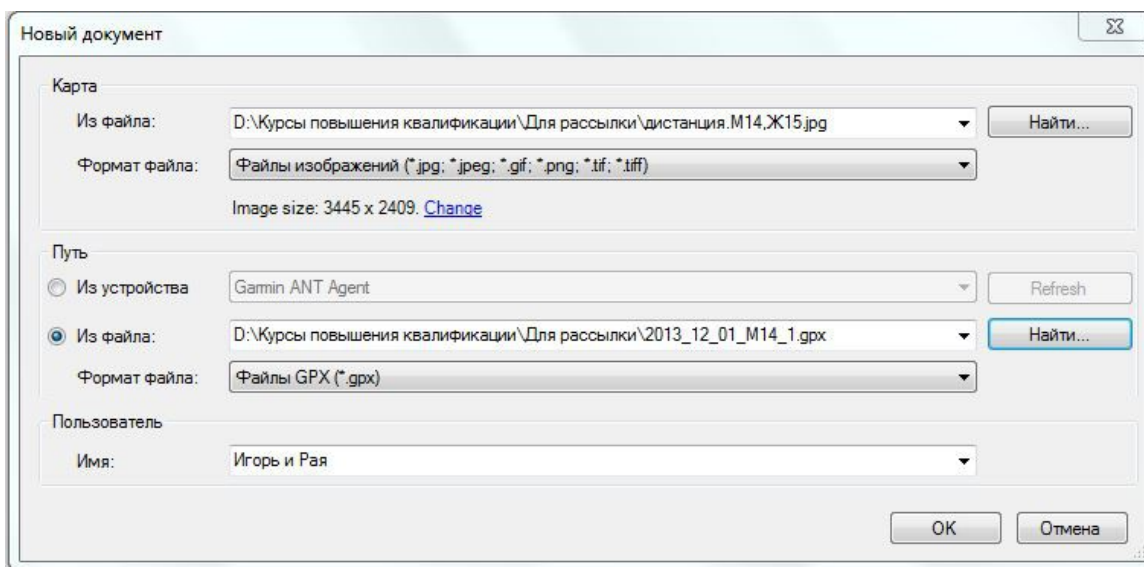 Новый документ
Карта
Из файла: D:\Курсы повышения квалификации\Для рассылки\дистанция.М14,Ж15.jpg Найти...
Формат файла: Файлы изображений (*.jpg; *.jpeg; *.gif; *.png; *.tif; *.tiff)
Image size: 3445 x 2409. Change
Путь
Из устройства Garmin ANT Agent Refresh
Из файла: D:\Курсы повышения квалификации\Для рассылки\2013_12_01_M14_1.gpx Найти...
Формат файла: Файлы GPX (*.gpx)
Пользователь
Имя: Игорь и Рая
OK Отмена